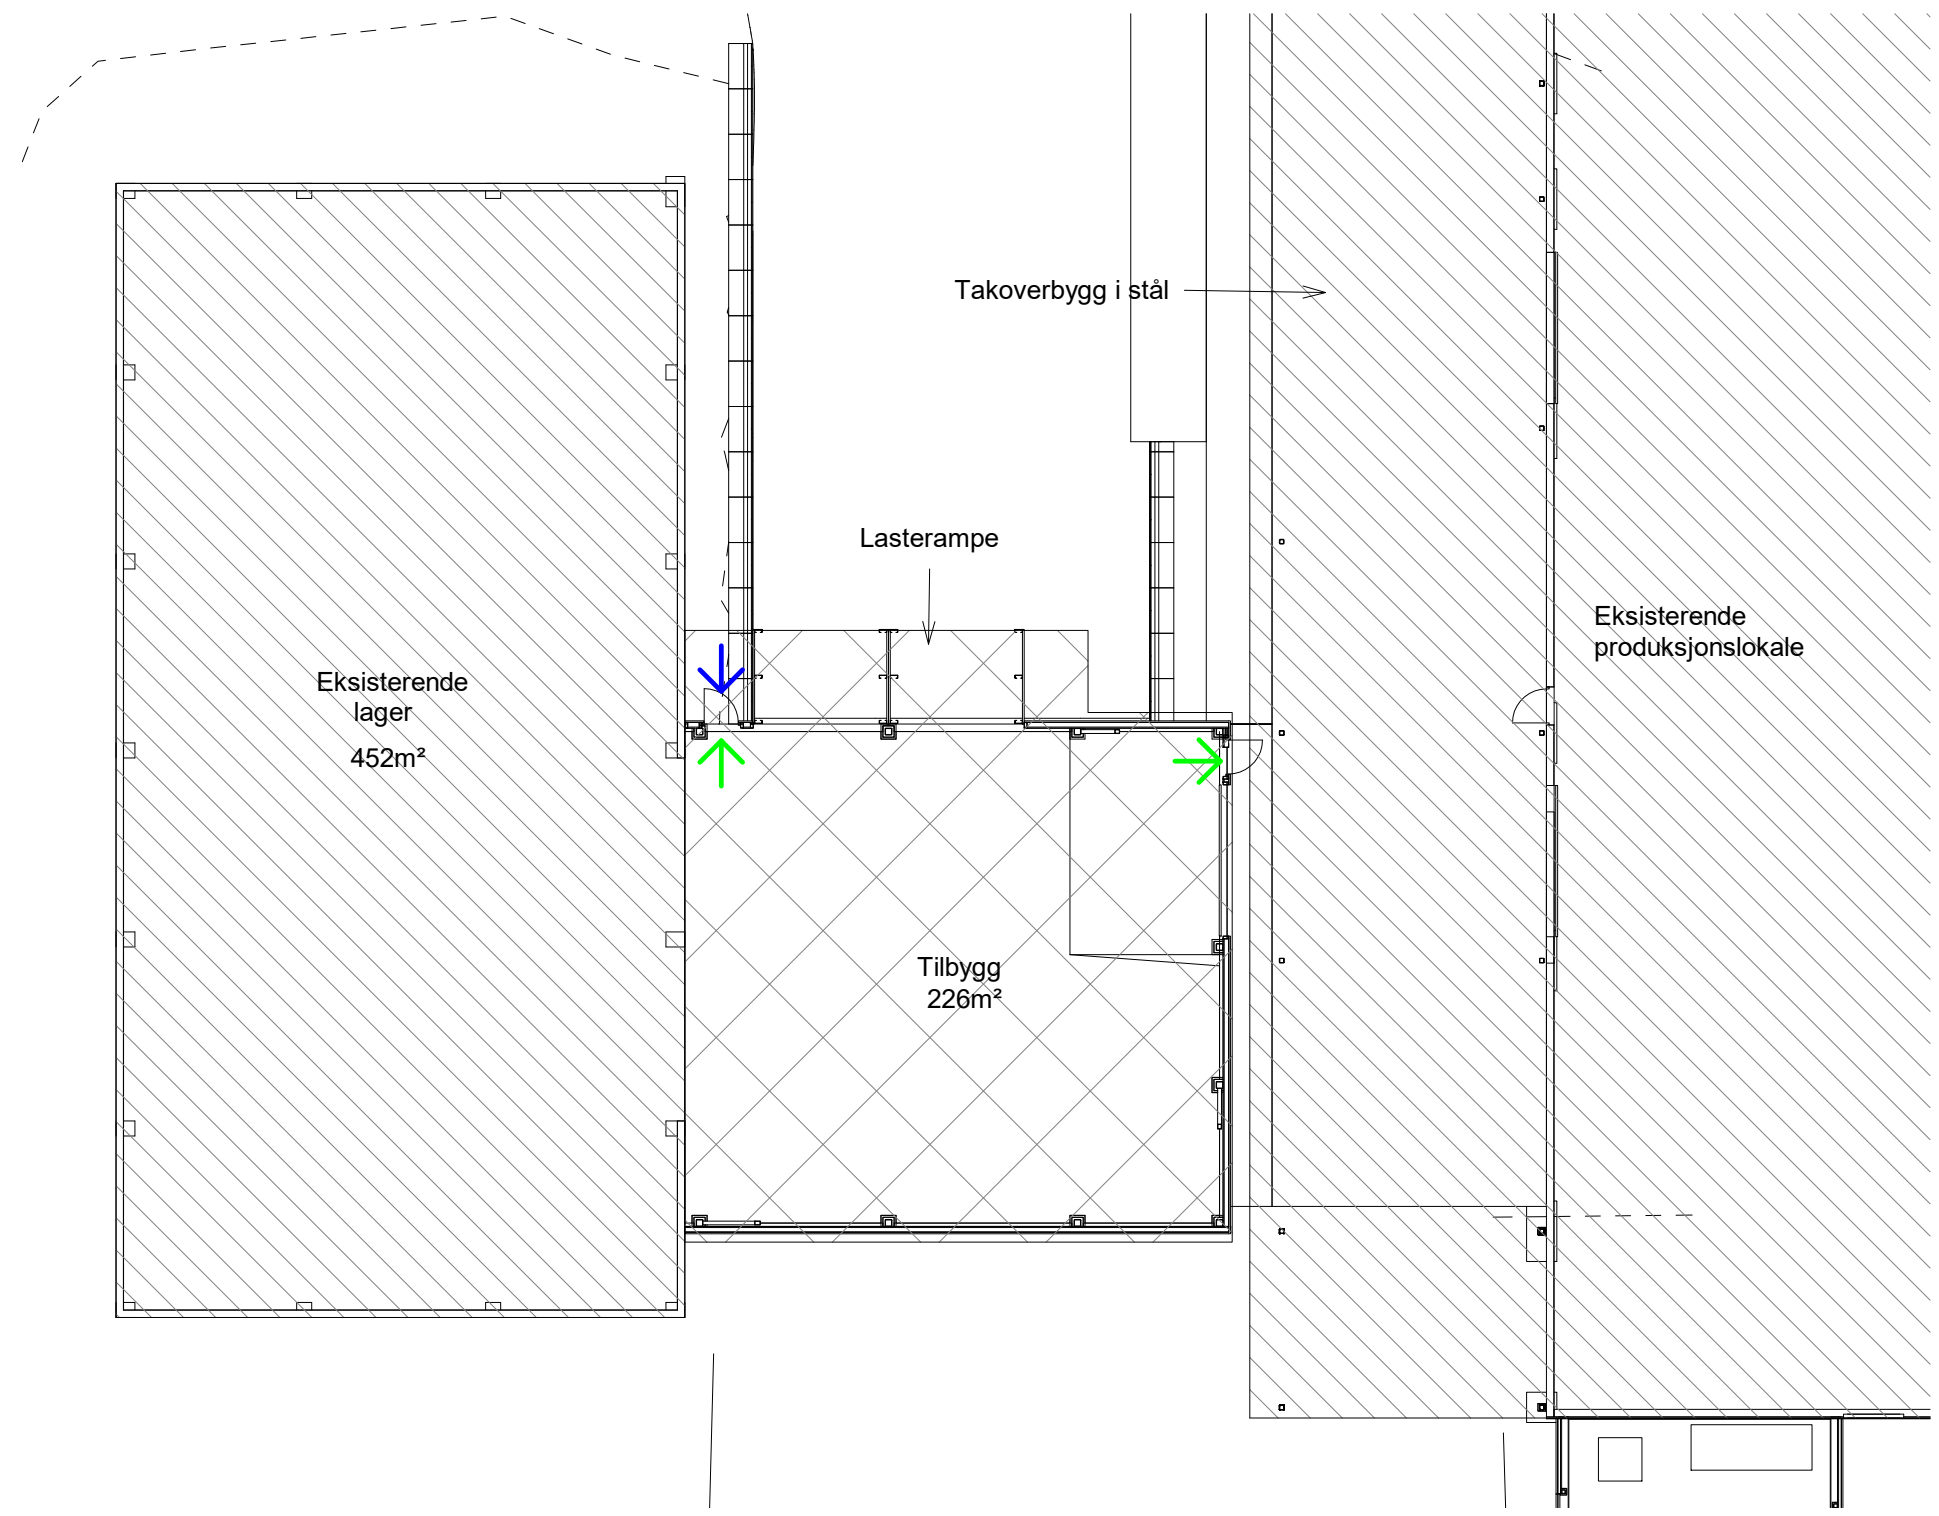 Takoverbygg i stål
Lasterampe
Eksisterende
produksjonslokale
Eksisterende
lager
452m²
Tilbygg
226m²